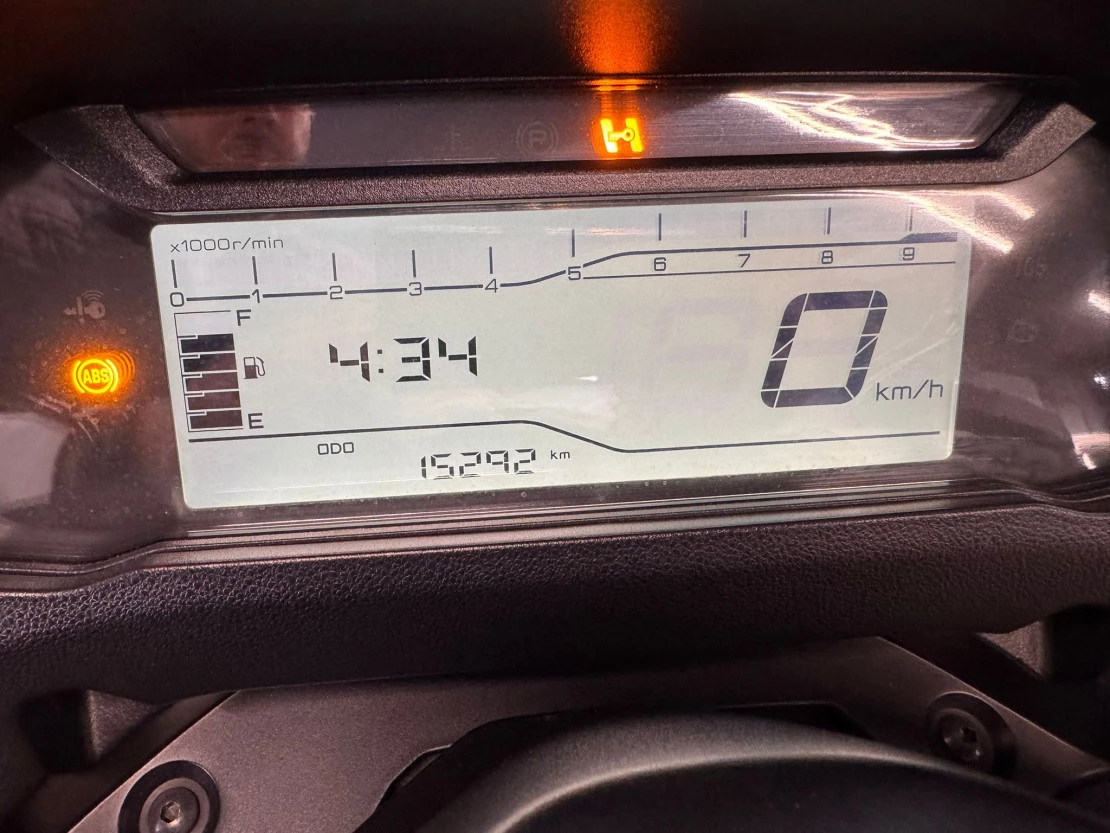 P
x1000r/min
0 1 2 3 4 5 6 7 8 9
F
4:34
0 km/h
ABS
E
ODO 15292 km